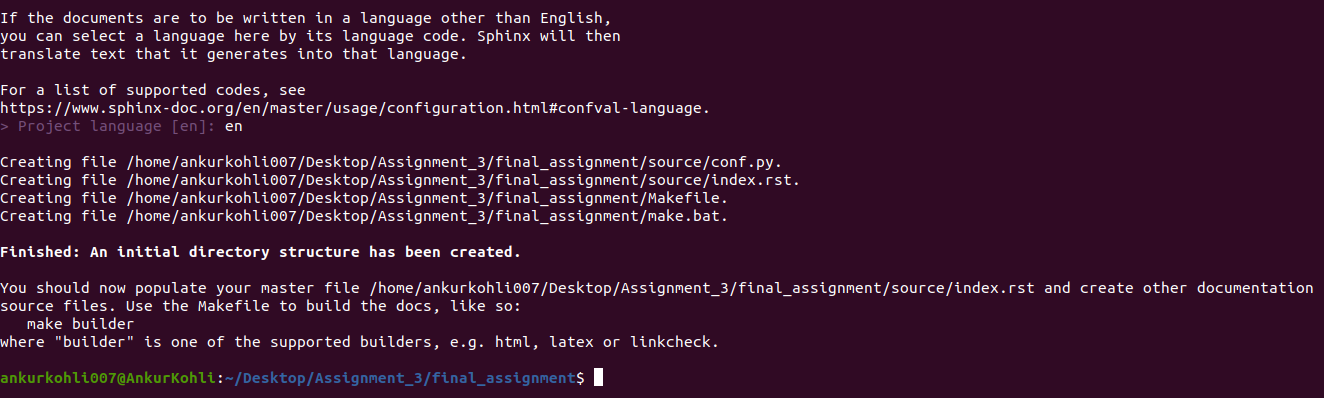 If the documents are to be written in a language other than English,
you can select a language here by its language code. Sphinx will then
translate text that it generates into that language.
For a list of supported codes, see
https://www.sphinx-doc.org/en/master/usage/configuration.html#confval-language.
> Project language [en]: en
Creating file /home/ankurkohli007/Desktop/Assignment_3/final_assignment/source/conf.py.
Creating file /home/ankurkohli007/Desktop/Assignment_3/final_assignment/source/index.rst.
Creating file /home/ankurkohli007/Desktop/Assignment_3/final_assignment/Makefile.
Creating file /home/ankurkohli007/Desktop/Assignment_3/final_assignment/make.bat.
Finished: An initial directory structure has been created.
You should now populate your master file /home/ankurkohli007/Desktop/Assignment_3/final_assignment/source/index.rst and create other documentation
source files. Use the Makefile to build the docs, like so:
   make builder
where "builder" is one of the supported builders, e.g. html, latex or linkcheck.
ankurkohli007@AnkurKohli:~/Desktop/Assignment_3/final_assignment$